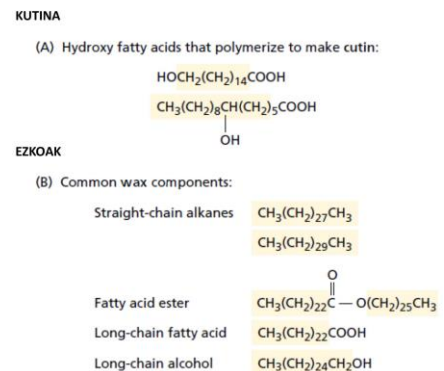 KUTINA
(A) Hydroxy fatty acids that polymerize to make cutin:
HOCH₂(CH₂)₁₄COOH
CH₃(CH₂)₈CH(CH₂)₅COOH
OH
EZKOAK
(B) Common wax components:
Straight-chain alkanes CH₃(CH₂)₂₇CH₃
CH₃(CH₂)₂₉CH₃
O
Fatty acid ester CH₃(CH₂)₂₂C — O(CH₂)₂₅CH₃
Long-chain fatty acid CH₃(CH₂)₂₂COOH
Long-chain alcohol CH₃(CH₂)₂₄CH₂OH